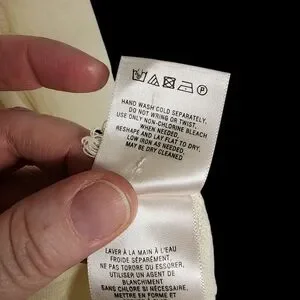 P
HAND WASH COLD SEPARATELY.
DO NOT WRING OR TWIST.
USE ONLY NON-CHLORINE BLEACH
WHEN NEEDED.
RESHAPE AND LAY FLAT TO DRY.
LOW IRON AS NEEDED.
MAY BE DRY CLEANED
LAVER À LA MAIN À L'EAU
FROIDE SÉPARÉMENT.
NE PAS TORDRE OU ESSORER.
UTILISER UN AGENT DE
BLANCHIMENT
SANS CHLORE SI NÉCESSAIRE.
METTRE EN FORME ET